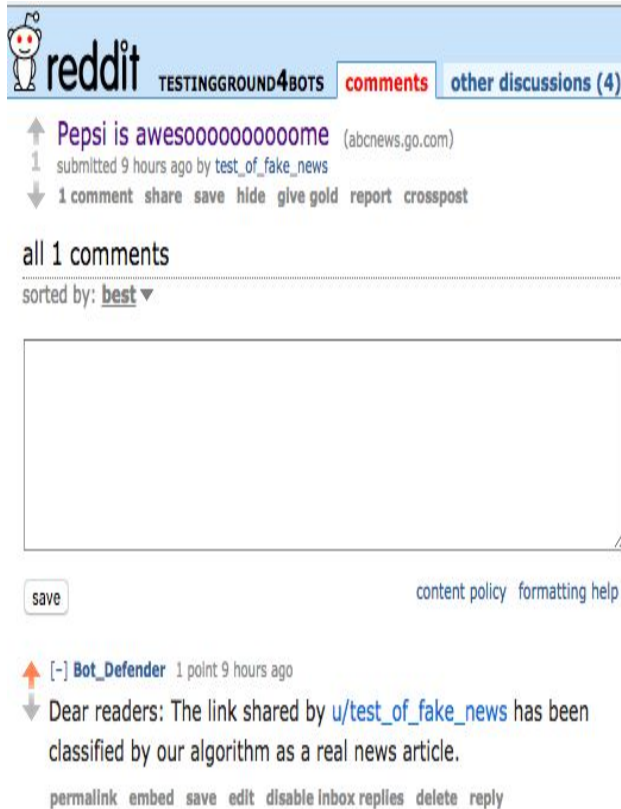 reddit TESTINGGROUND4BOTS comments other discussions (4)
Pepsi is awesoooooooooome (abcnews.go.com)
1
submitted 9 hours ago by test_of_fake_news
1 comment share save hide give gold report crosspost
all 1 comments
sorted by: best
save content policy formatting help
[-] Bot_Defender 1 point 9 hours ago
Dear readers: The link shared by u/test_of_fake_news has been
classified by our algorithm as a real news article.
permalink embed save edit disable inbox replies delete reply